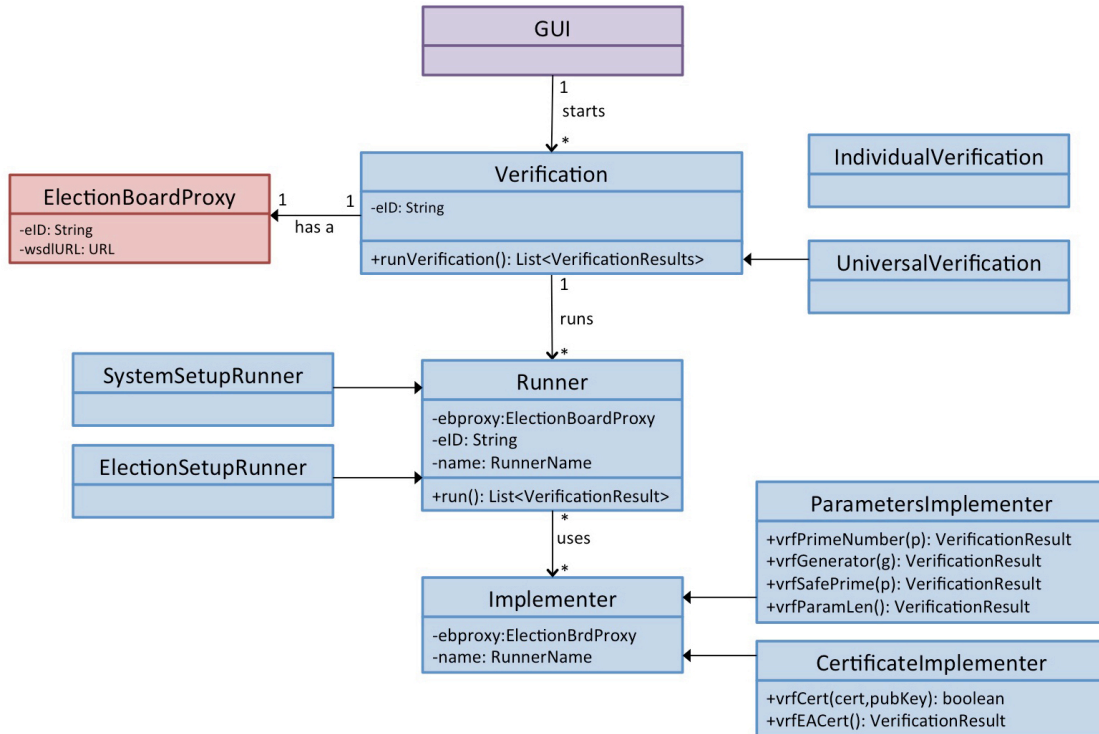 GUI
1
starts
*
Verification
-eID: String
+runVerification(): List<VerificationResults>
IndividualVerification
UniversalVerification
ElectionBoardProxy
-eID: String
-wsdlURL: URL
1
1
has a
1
runs
*
SystemSetupRunner
ElectionSetupRunner
Runner
-ebproxy:ElectionBoardProxy
-eID: String
-name: RunnerName
+run(): List<VerificationResult>
*
uses
*
Implementer
-ebproxy:ElectionBrdProxy
-name: RunnerName
ParametersImplementer
+vrfPrimeNumber(p): VerificationResult
+vrfGenerator(g): VerificationResult
+vrfSafePrime(p): VerificationResult
+vrfParamLen(): VerificationResult
CertificateImplementer
+vrfCert(cert,pubKey): boolean
+vrfEACert(): VerificationResult